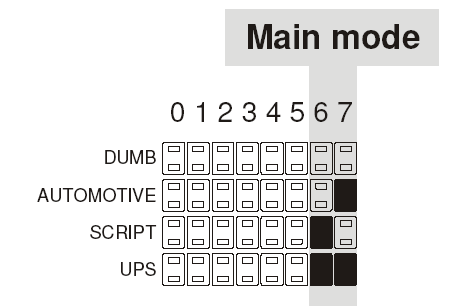 Main mode
0 1 2 3 4 5 6 7
DUMB
AUTOMOTIVE
SCRIPT
UPS